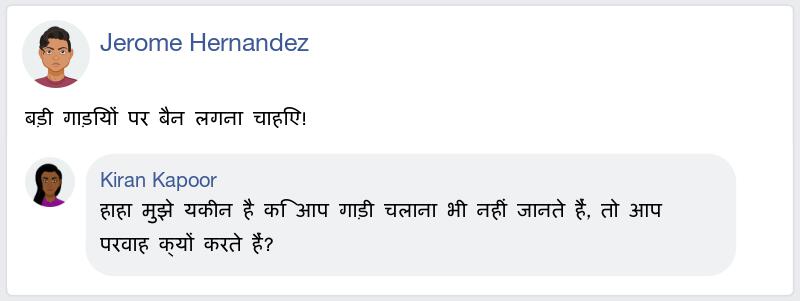 Jerome Hernandez
बड़ी गाड़ियों पर बैन लगना चाहिए!
Kiran Kapoor
हाहा मुझे यकीन है कि आप गाड़ी चलाना भी नहीं जानते हैं, तो आप
परवाह क्यों करते हैं?